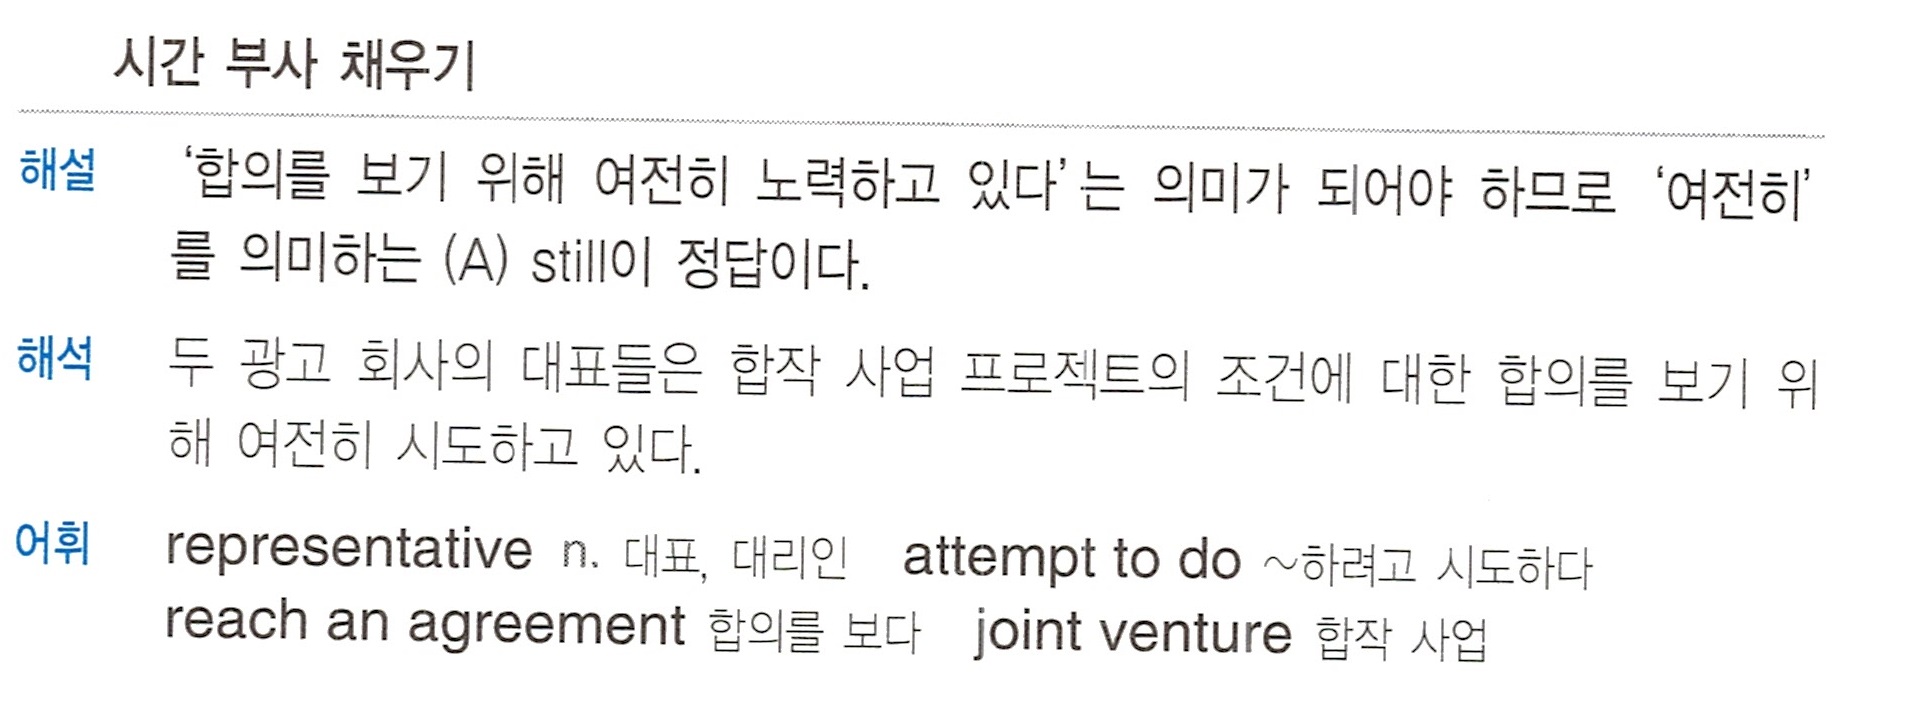 시간 부사 채우기
해설 ‘합의를 보기 위해 여전히 노력하고 있다’는 의미가 되어야 하므로 ‘여전히’
를 의미하는 (A) still이 정답이다.
해석 두 광고 회사의 대표들은 합작 사업 프로젝트의 조건에 대한 합의를 보기 위
해 여전히 시도하고 있다.
어휘 representative n. 대표, 대리인 attempt to do ~하려고 시도하다
reach an agreement 합의를 보다 joint venture 합작 사업